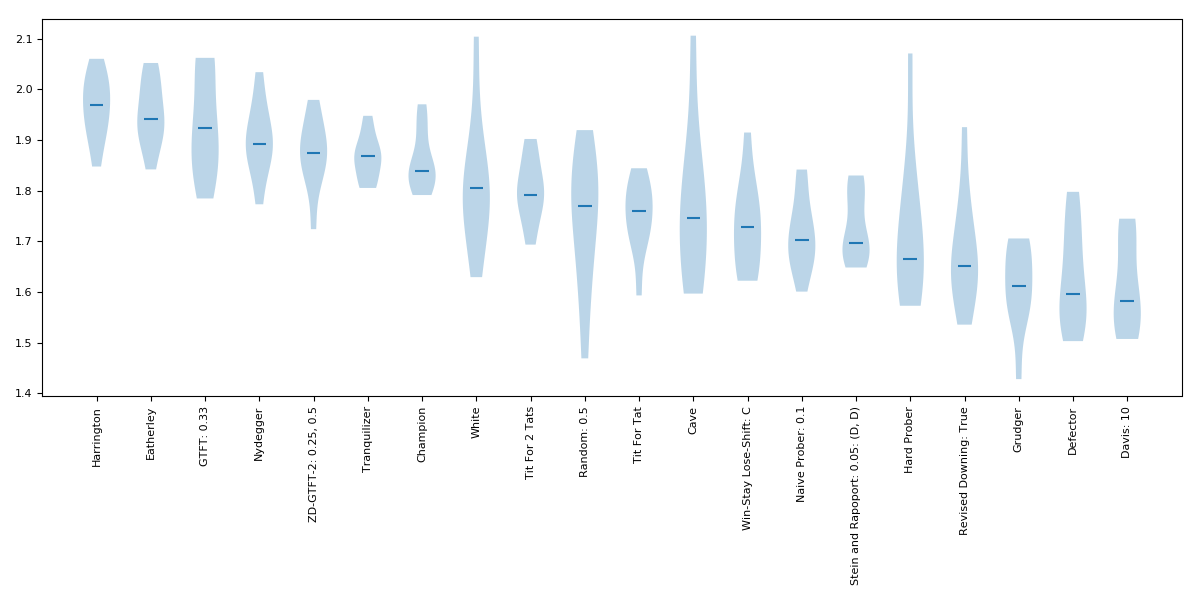 2.1
2.0
1.9
1.8
1.7
1.6
1.5
1.4
Harrington
Eatherley
GTFT: 0.33
Nydegger
ZD-GTFT-2: 0.25, 0.5
Tranquilizer
Champion
White
Tit For 2 Tats
Random: 0.5
Tit For Tat
Cave
Win-Stay Lose-Shift: C
Naive Prober: 0.1
Stein and Rapoport: 0.05: (D, D)
Hard Prober
Revised Downing: True
Grudger
Defector
Davis: 10